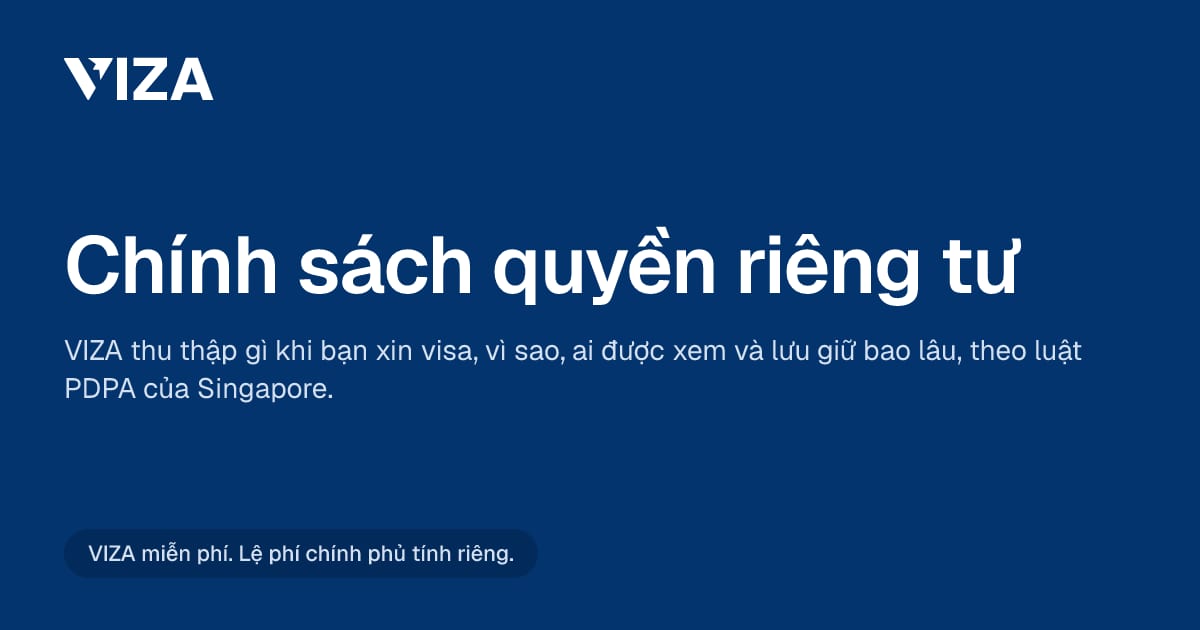 VIZA
Chính sách quyền riêng tư
VIZA thu thập gì khi bạn xin visa, vì sao, ai được xem và lưu giữ bao lâu, theo luật
PDPA của Singapore.
VIZA miễn phí. Lệ phí chính phủ tính riêng.